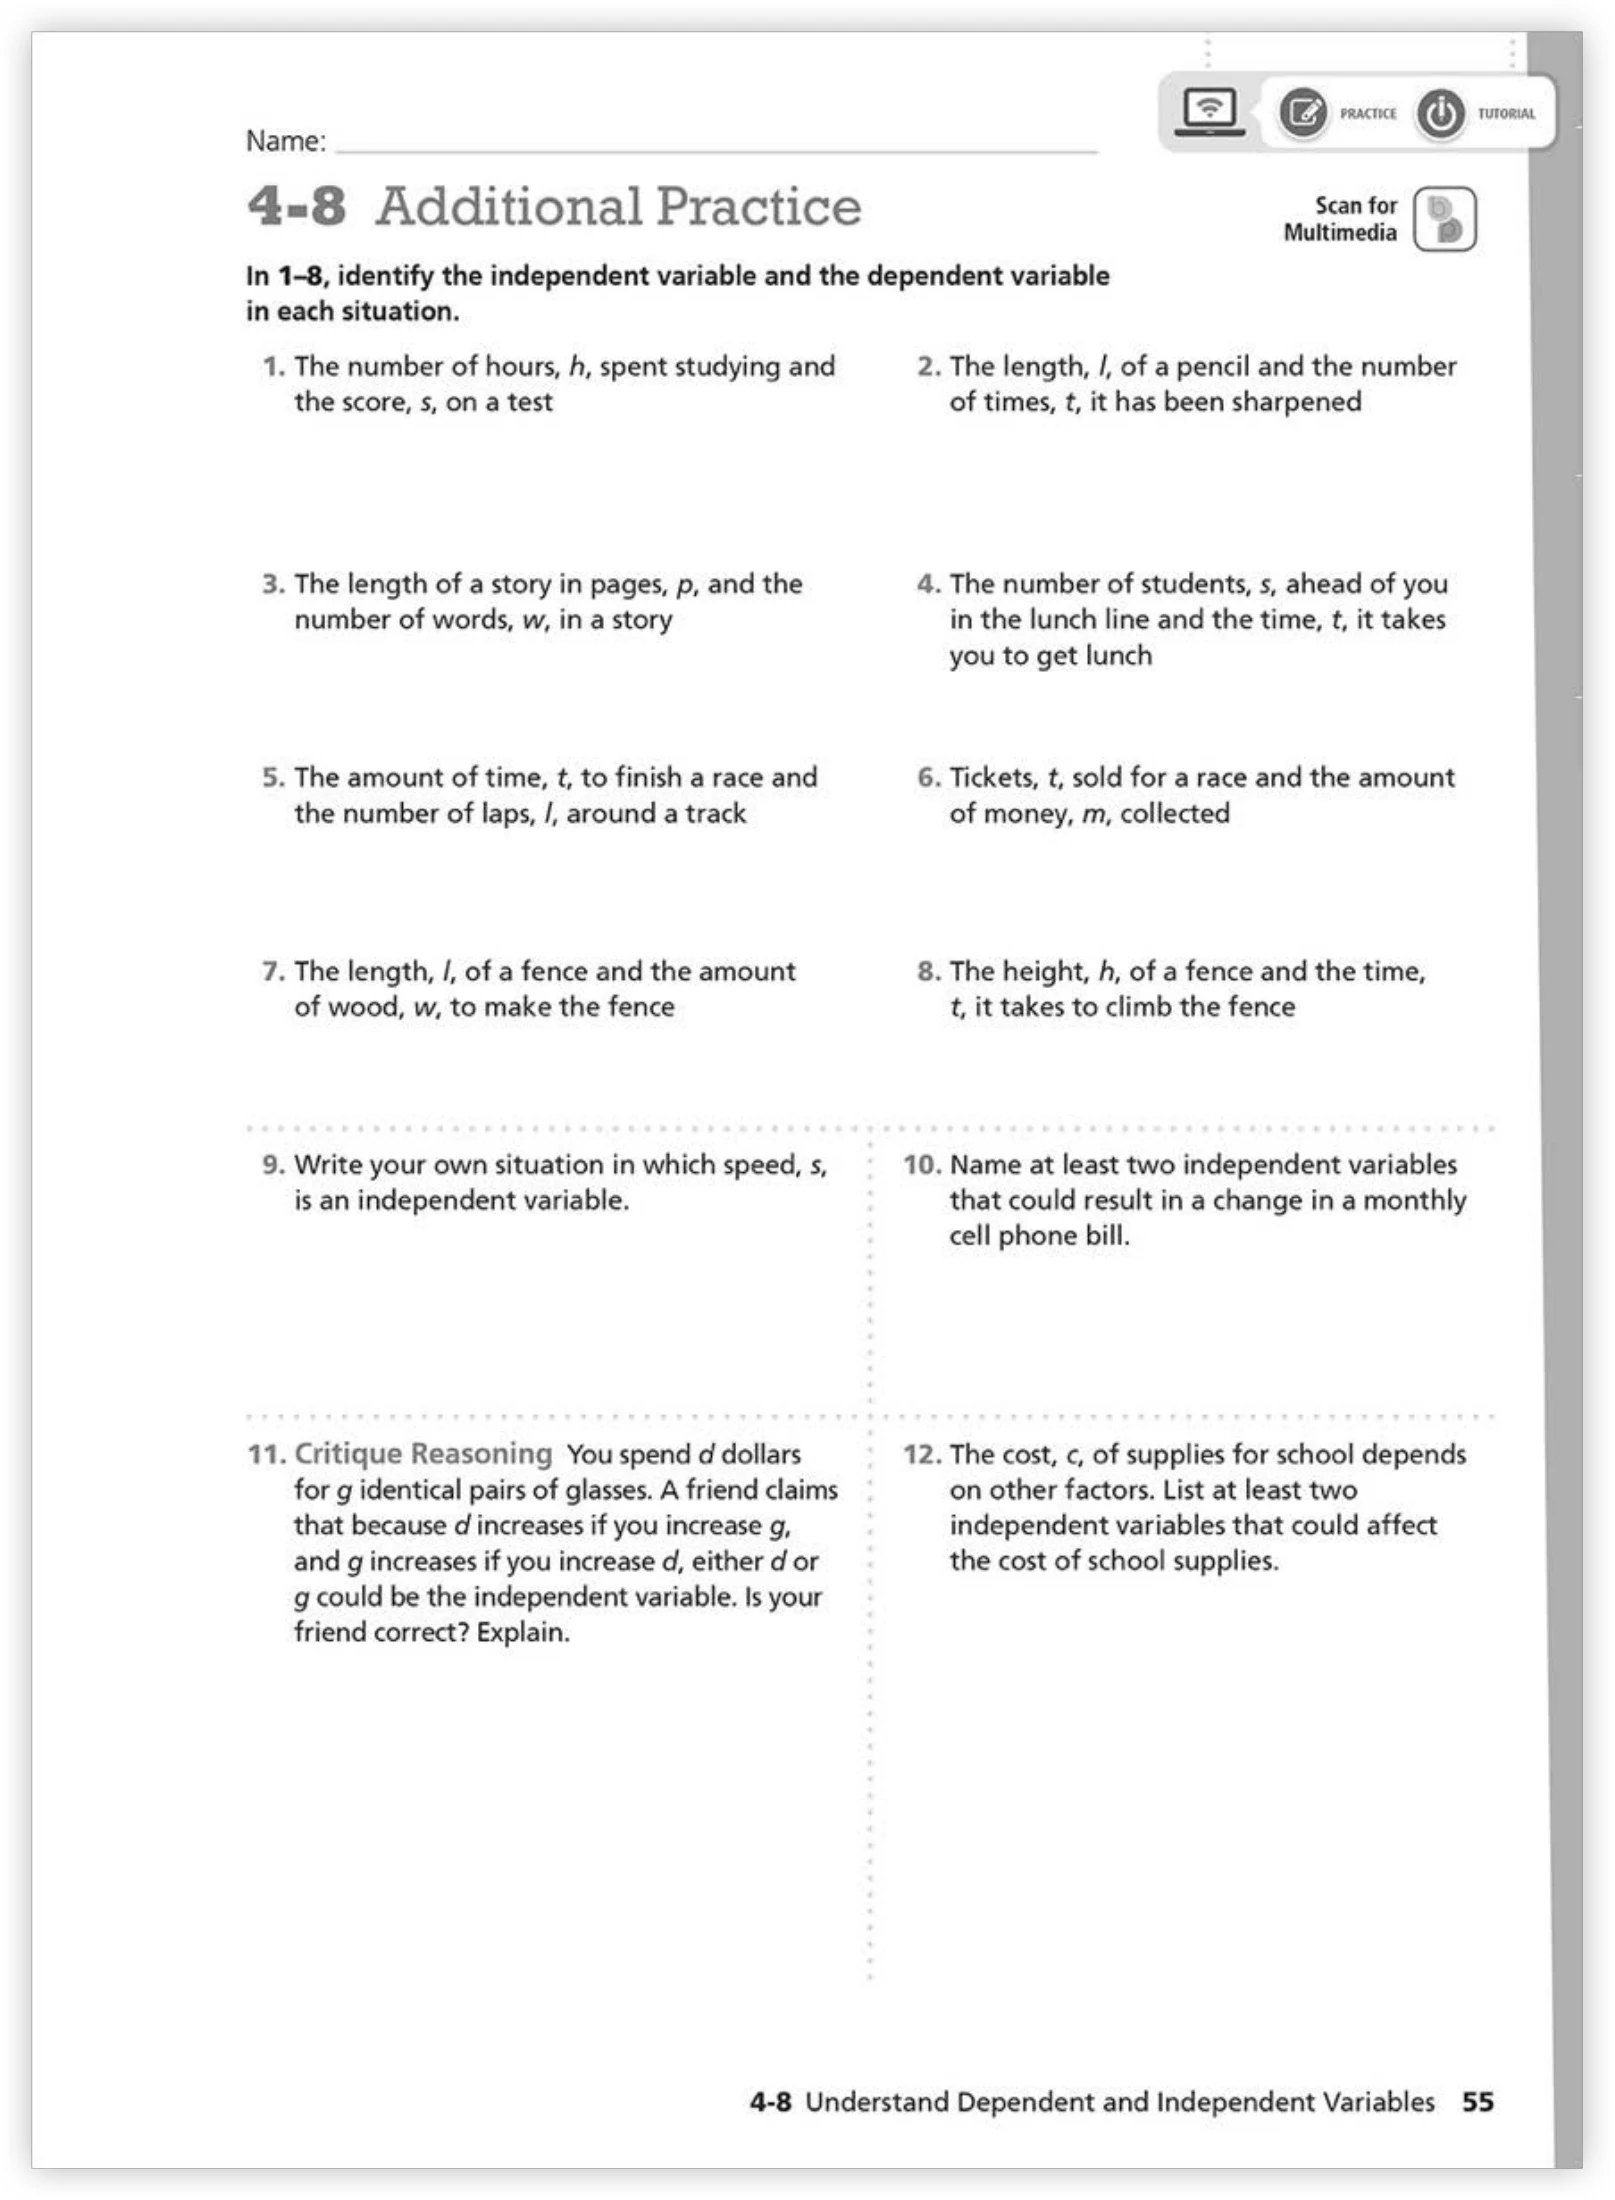 PRACTICE
TUTORIAL
Name:
4-8 Additional Practice
Scan for
Multimedia
In 1–8, identify the independent variable and the dependent variable
in each situation.
1. The number of hours, h, spent studying and
the score, s, on a test
2. The length, l, of a pencil and the number
of times, t, it has been sharpened
3. The length of a story in pages, p, and the
number of words, w, in a story
4. The number of students, s, ahead of you
in the lunch line and the time, t, it takes
you to get lunch
5. The amount of time, t, to finish a race and
the number of laps, l, around a track
6. Tickets, t, sold for a race and the amount
of money, m, collected
7. The length, l, of a fence and the amount
of wood, w, to make the fence
8. The height, h, of a fence and the time,
t, it takes to climb the fence
9. Write your own situation in which speed, s,
is an independent variable.
10. Name at least two independent variables
that could result in a change in a monthly
cell phone bill.
11. Critique Reasoning You spend d dollars
for g identical pairs of glasses. A friend claims
that because d increases if you increase g,
and g increases if you increase d, either d or
g could be the independent variable. Is your
friend correct? Explain.
12. The cost, c, of supplies for school depends
on other factors. List at least two
independent variables that could affect
the cost of school supplies.
4-8 Understand Dependent and Independent Variables 55